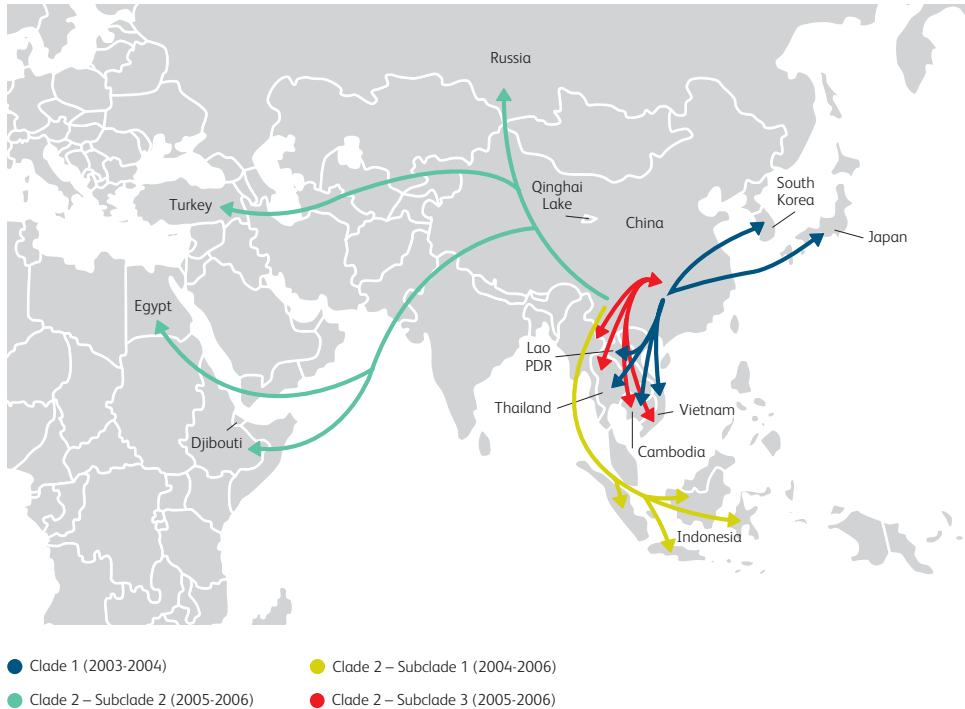 Russia
Qinghai
Lake
China
South
Korea
Japan
Turkey
Egypt
Djibouti
Lao
PDR
Thailand
Vietnam
Cambodia
Indonesia
Clade 1 (2003-2004)
Clade 2 – Subclade 1 (2004-2006)
Clade 2 – Subclade 2 (2005-2006)
Clade 2 – Subclade 3 (2005-2006)